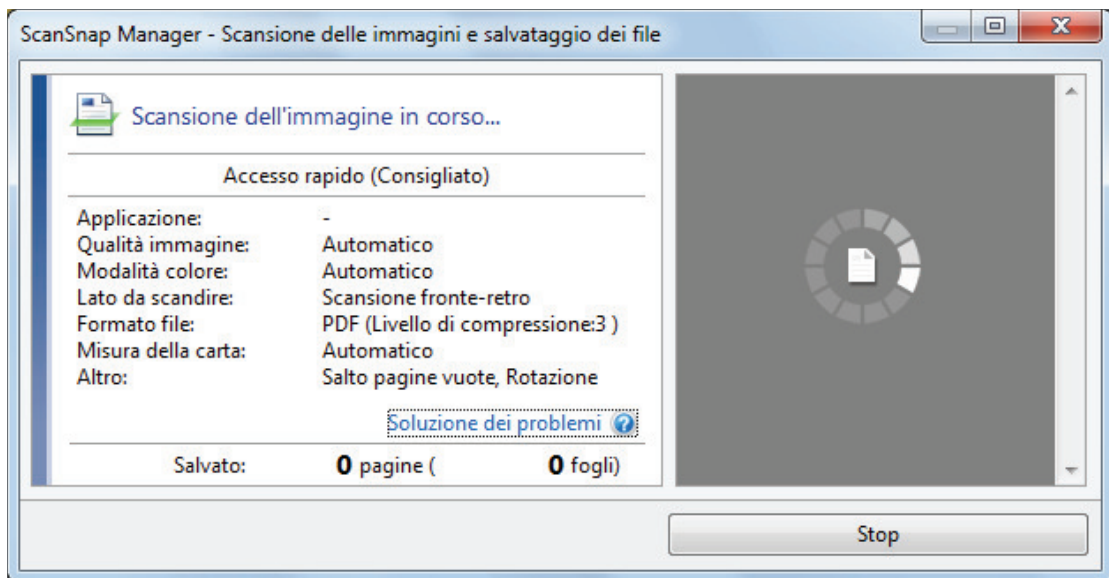 ScanSnap Manager - Scansione delle immagini e salvataggio dei file
Scansione dell'immagine in corso...
Accesso rapido (Consigliato)
Applicazione: -
Qualità immagine: Automatico
Modalità colore: Automatico
Lato da scandire: Scansione fronte-retro
Formato file: PDF (Livello di compressione:3 )
Misura della carta: Automatico
Altro: Salto pagine vuote, Rotazione
Soluzione dei problemi
Salvato: 0 pagine ( 0 fogli)
Stop